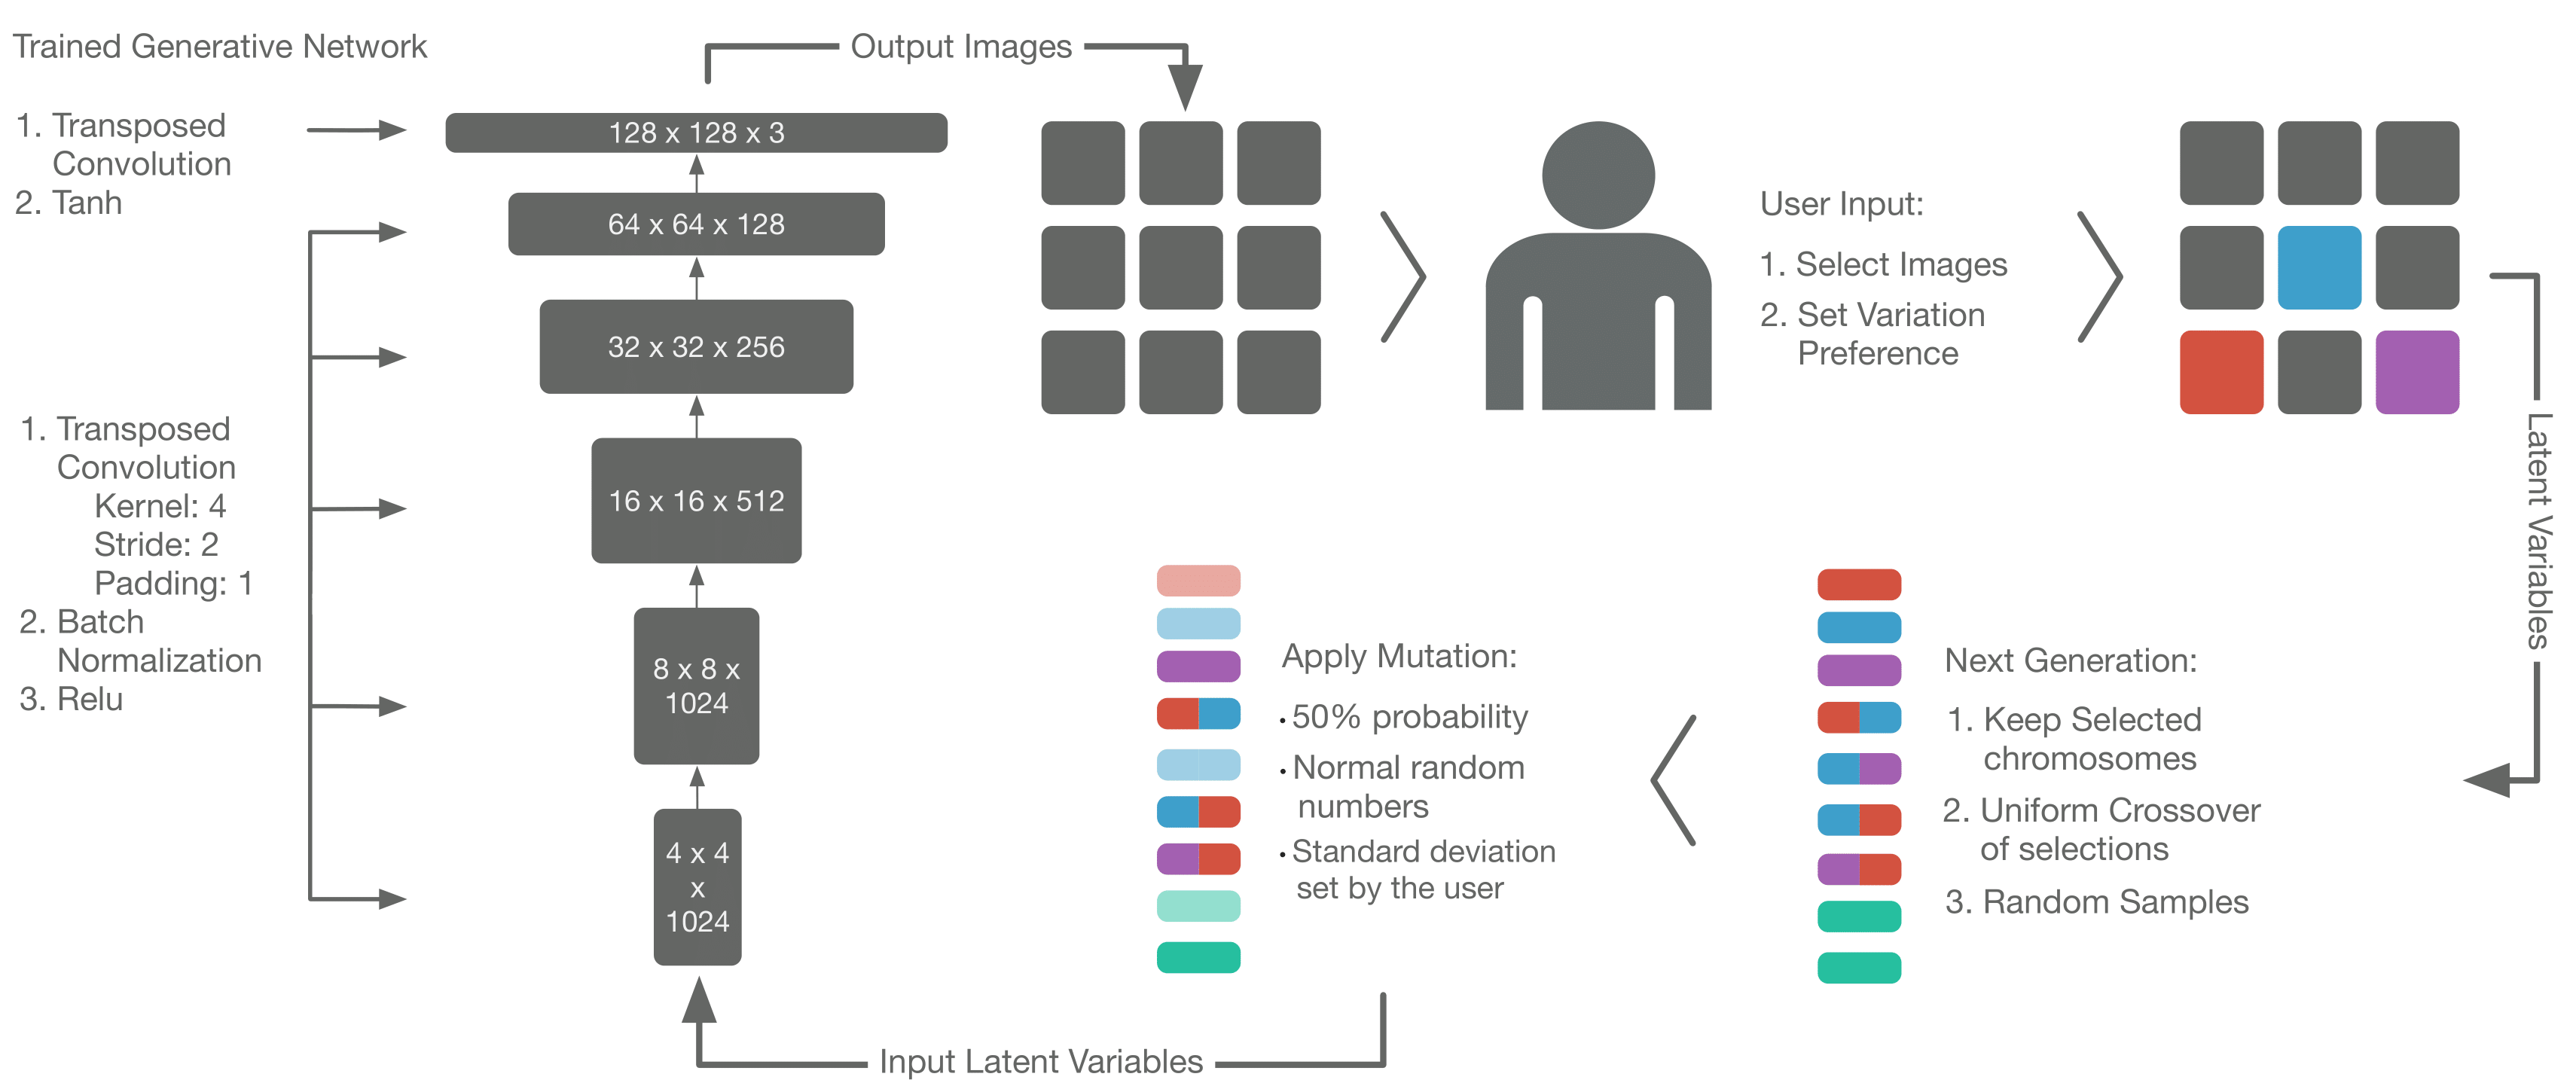 Trained Generative Network
1. Transposed
Convolution
2. Tanh
1. Transposed
Convolution
Kernel: 4
Stride: 2
Padding: 1
2. Batch
Normalization
3. Relu
Output Images
128 x 128 x 3
64 x 64 x 128
32 x 32 x 256
16 x 16 x 512
8 x 8 x
1024
4 x 4
x
1024
User Input:
1. Select Images
2. Set Variation
Preference
Latent Variables
Next Generation:
1. Keep Selected
chromosomes
2. Uniform Crossover
of selections
3. Random Samples
Apply Mutation:
· 50% probability
· Normal random
numbers
· Standard deviation
set by the user
Input Latent Variables